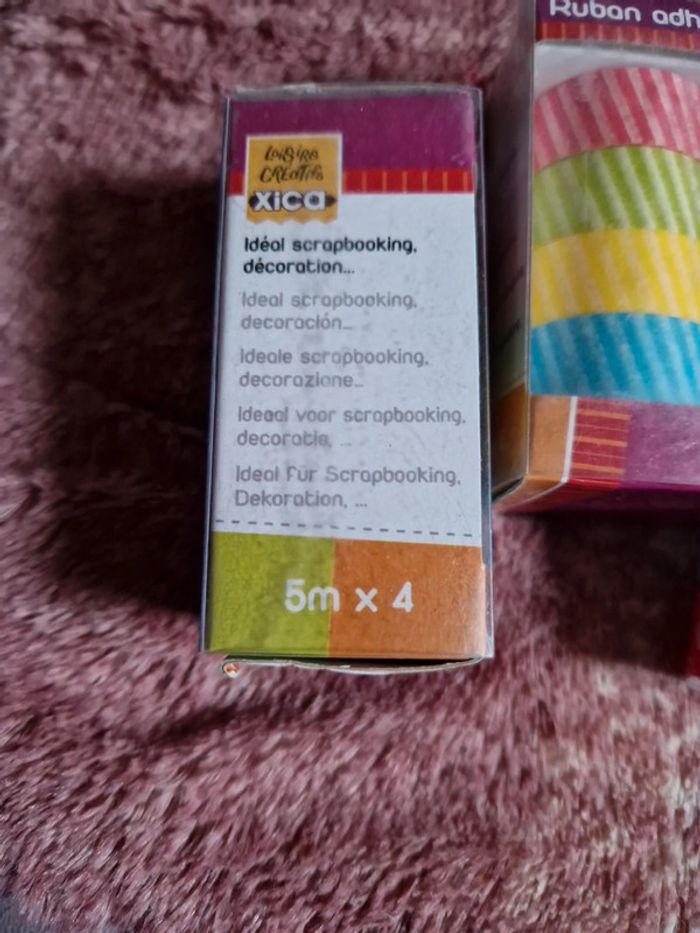 Ruban adh
Loisirs
CRéATifs
xica
Idéal scrapbooking,
décoration...
Ideal scrapbooking,
decoración...
Ideale scrapbooking,
decorazione...
Ideaal voor scrapbooking,
decoratie, ...
Ideal für Scrapbooking,
Dekoration, ...
5m x 4